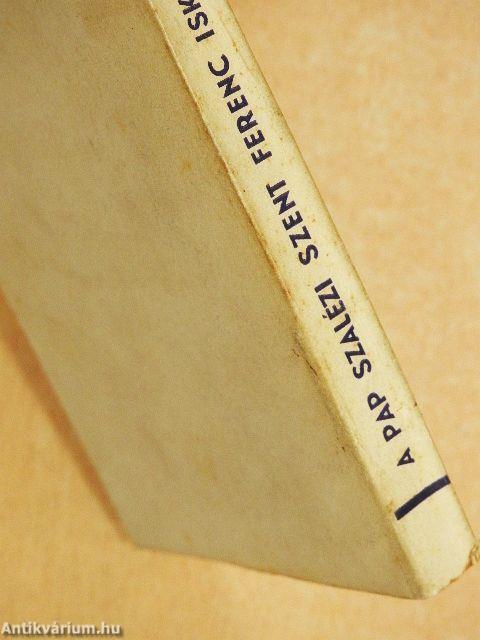 A PAP SZALÉZI SZENT FERENC ISK
Antikvárium.hu